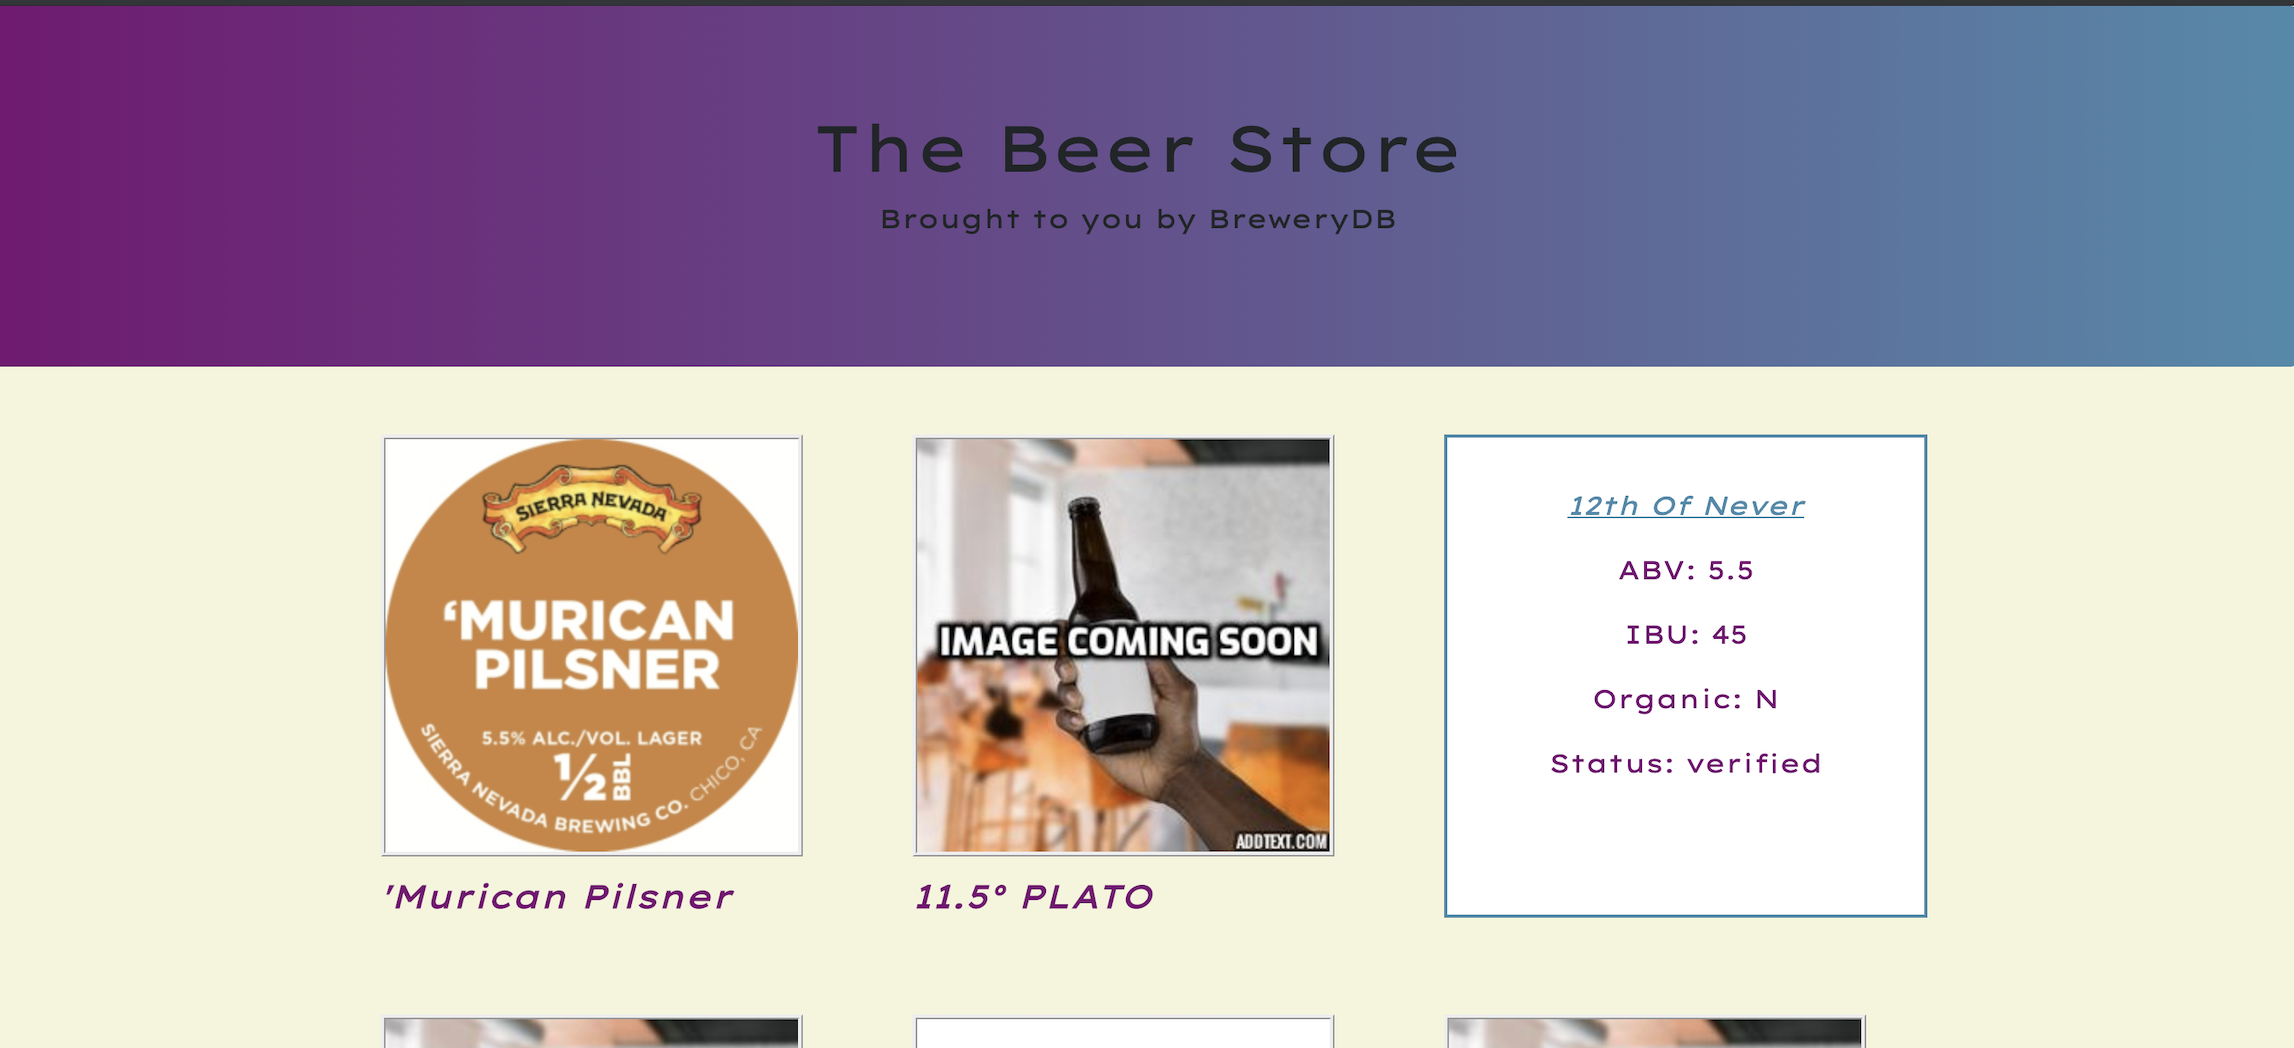 The Beer Store
Brought to you by BreweryDB
SIERRA NEVADA
‘MURICAN
PILSNER
5.5% ALC./VOL. LAGER
1/2 BBL
SIERRA NEVADA BREWING CO. CHICO, CA
'Murican Pilsner
IMAGE COMING SOON
ADDTEXT.COM
11.5° PLATO
12th Of Never
ABV: 5.5
IBU: 45
Organic: N
Status: verified